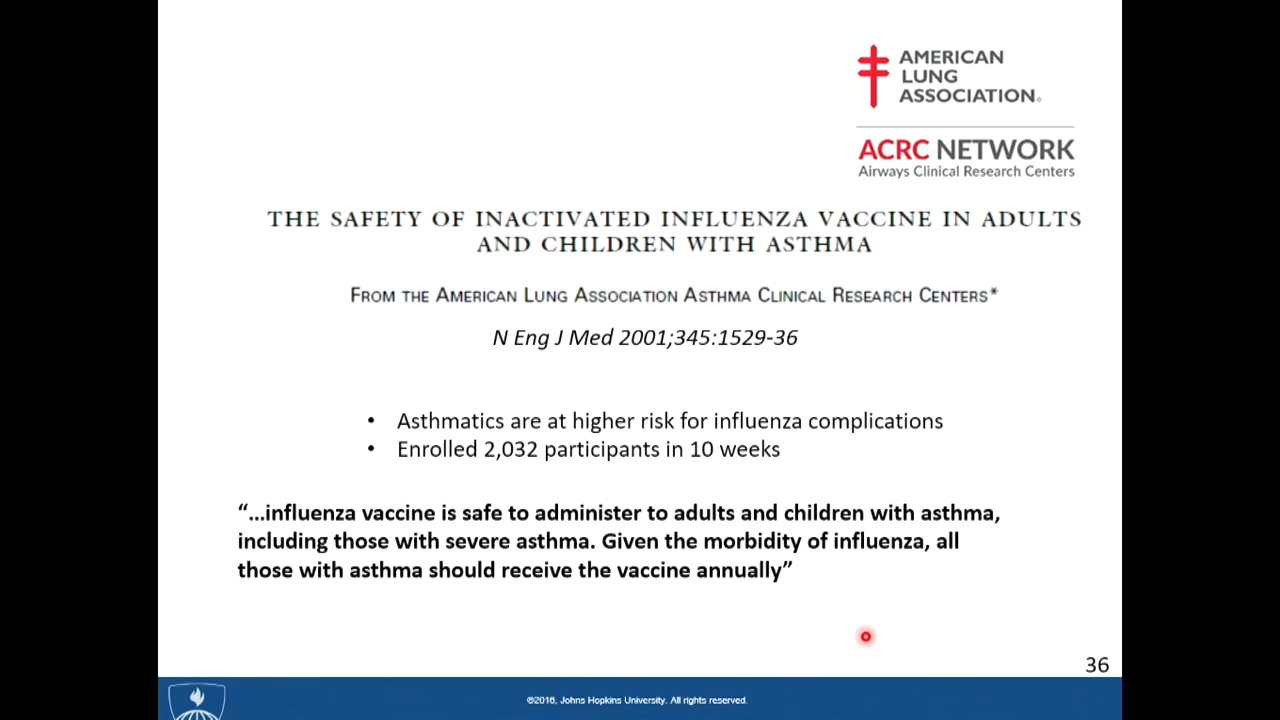 AMERICAN
LUNG
ASSOCIATION®
ACRC NETWORK
Airways Clinical Research Centers
THE SAFETY OF INACTIVATED INFLUENZA VACCINE IN ADULTS
AND CHILDREN WITH ASTHMA
FROM THE AMERICAN LUNG ASSOCIATION ASTHMA CLINICAL RESEARCH CENTERS*
N Eng J Med 2001;345:1529-36
• Asthmatics are at higher risk for influenza complications
• Enrolled 2,032 participants in 10 weeks
“…influenza vaccine is safe to administer to adults and children with asthma,
including those with severe asthma. Given the morbidity of influenza, all
those with asthma should receive the vaccine annually”
36
©2016, Johns Hopkins University. All rights reserved.